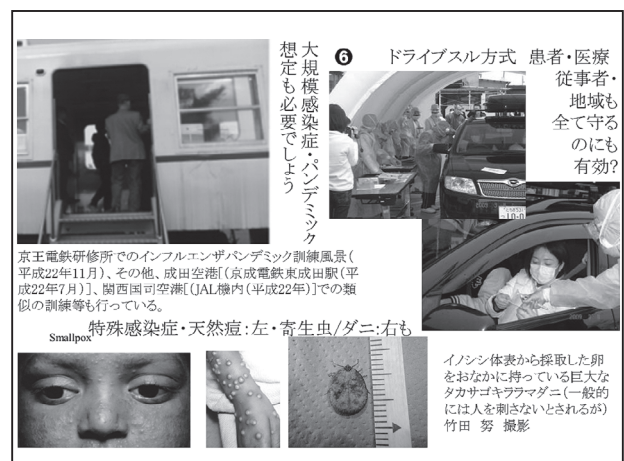 大規模感染症・パンデミック
想定も必要でしょう
❻
ドライブスル方式 患者・医療
従事者・
地域も
全て守る
のにも
有効?
京王電鉄研修所でのインフルエンザパンデミック訓練風景(
平成22年11月)、その他、成田空港[(京成電鉄東成田駅(平
成22年7月)]、関西国司空港[(JAL機内(平成22年)]での類
似の訓練等も行っている。
特殊感染症・天然痘:左・寄生虫/ダニ:右も
Smallpox
イノシシ体表から採取した卵
をおなかに持っている巨大な
タカサゴキララマダニ(一般的
には人を刺さないとされるが)
竹田 努 撮影